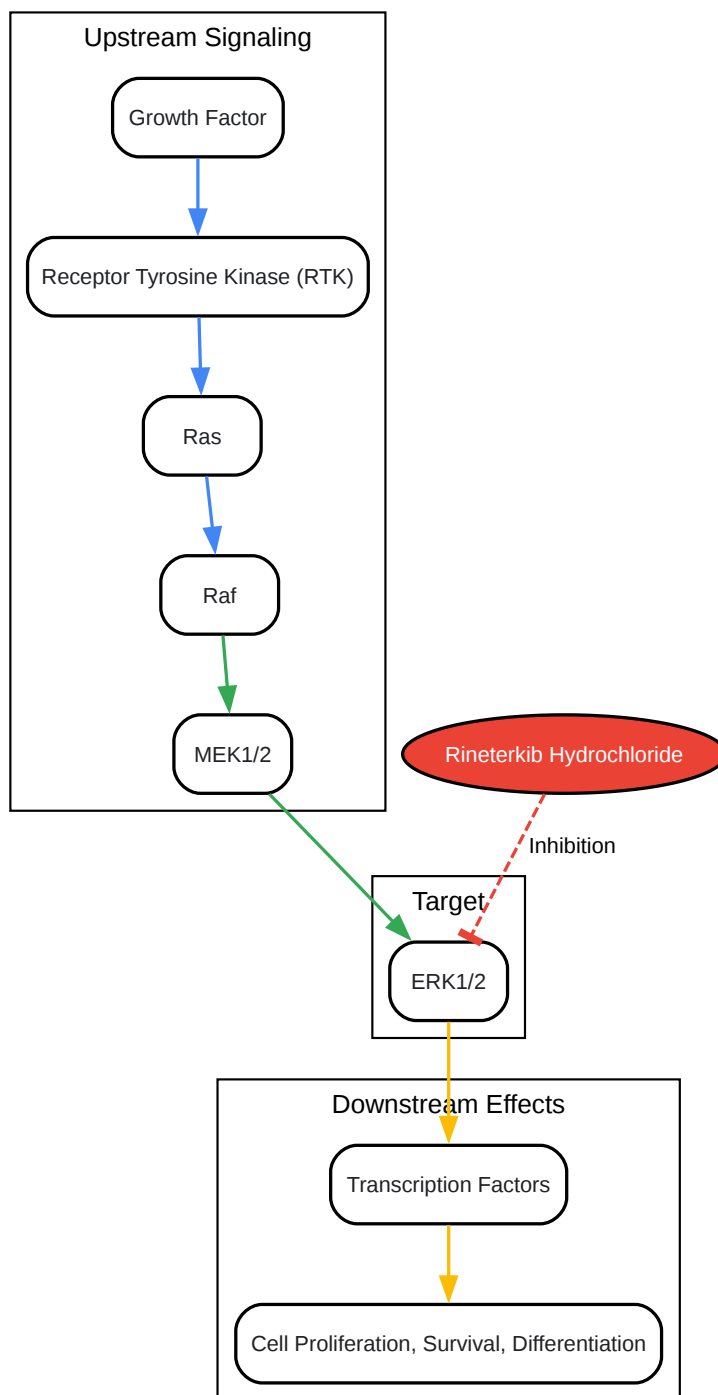 Upstream Signaling
Growth Factor
Receptor Tyrosine Kinase (RTK)
Ras
Raf
MEK1/2
Rineterkib Hydrochloride
Inhibition
Target
ERK1/2
Downstream Effects
Transcription Factors
Cell Proliferation, Survival, Differentiation